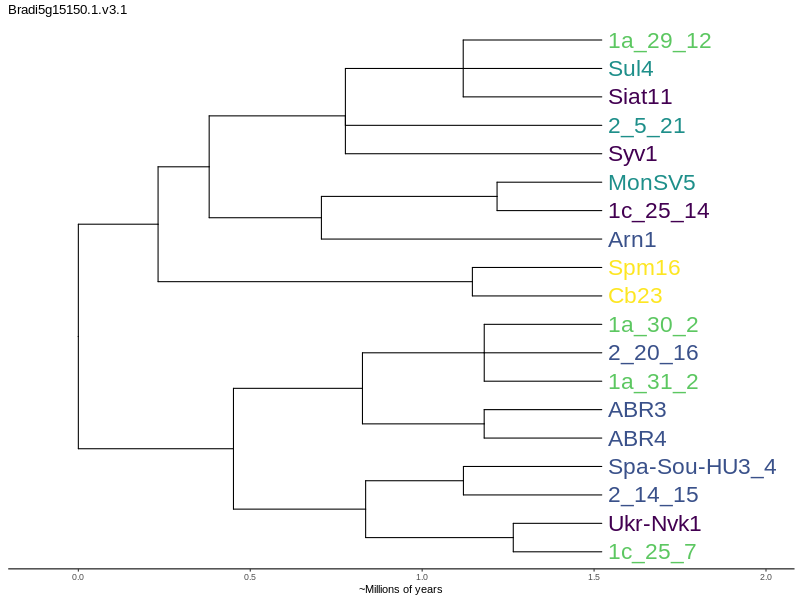 Bradi5g15150.1.v3.1
1a_29_12
Sul4
Siat11
2_5_21
Syv1
MonSV5
1c_25_14
Arn1
Spm16
Cb23
1a_30_2
2_20_16
1a_31_2
ABR3
ABR4
Spa-Sou-HU3_4
2_14_15
Ukr-Nvk1
1c_25_7
0.0 0.5 1.0 1.5 2.0
~Millions of years